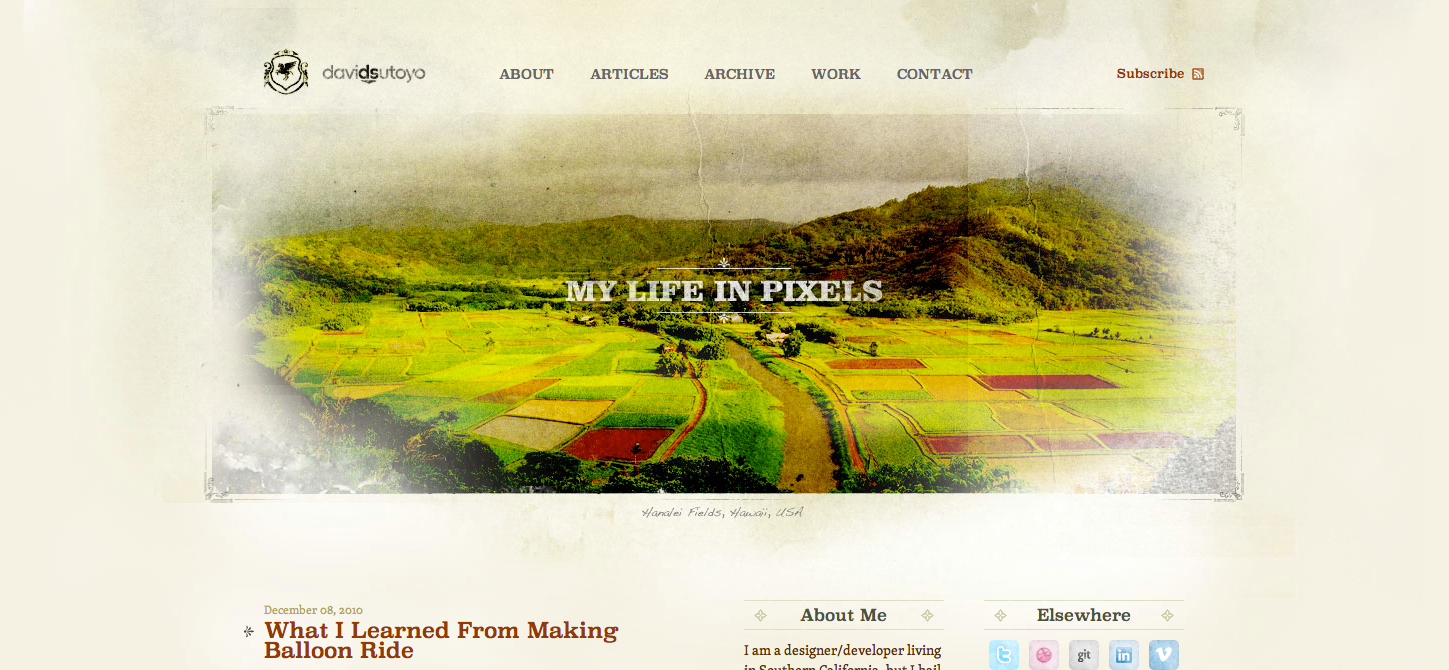 davidsutoyo
ABOUT
ARTICLES
ARCHIVE
WORK
CONTACT
Subscribe
MY LIFE IN PIXELS
Hanalei Fields, Hawaii, USA
December 08, 2010
What I Learned From Making
Balloon Ride
About Me
I am a designer/developer living
in Southern California, but I hail
Elsewhere
git
in